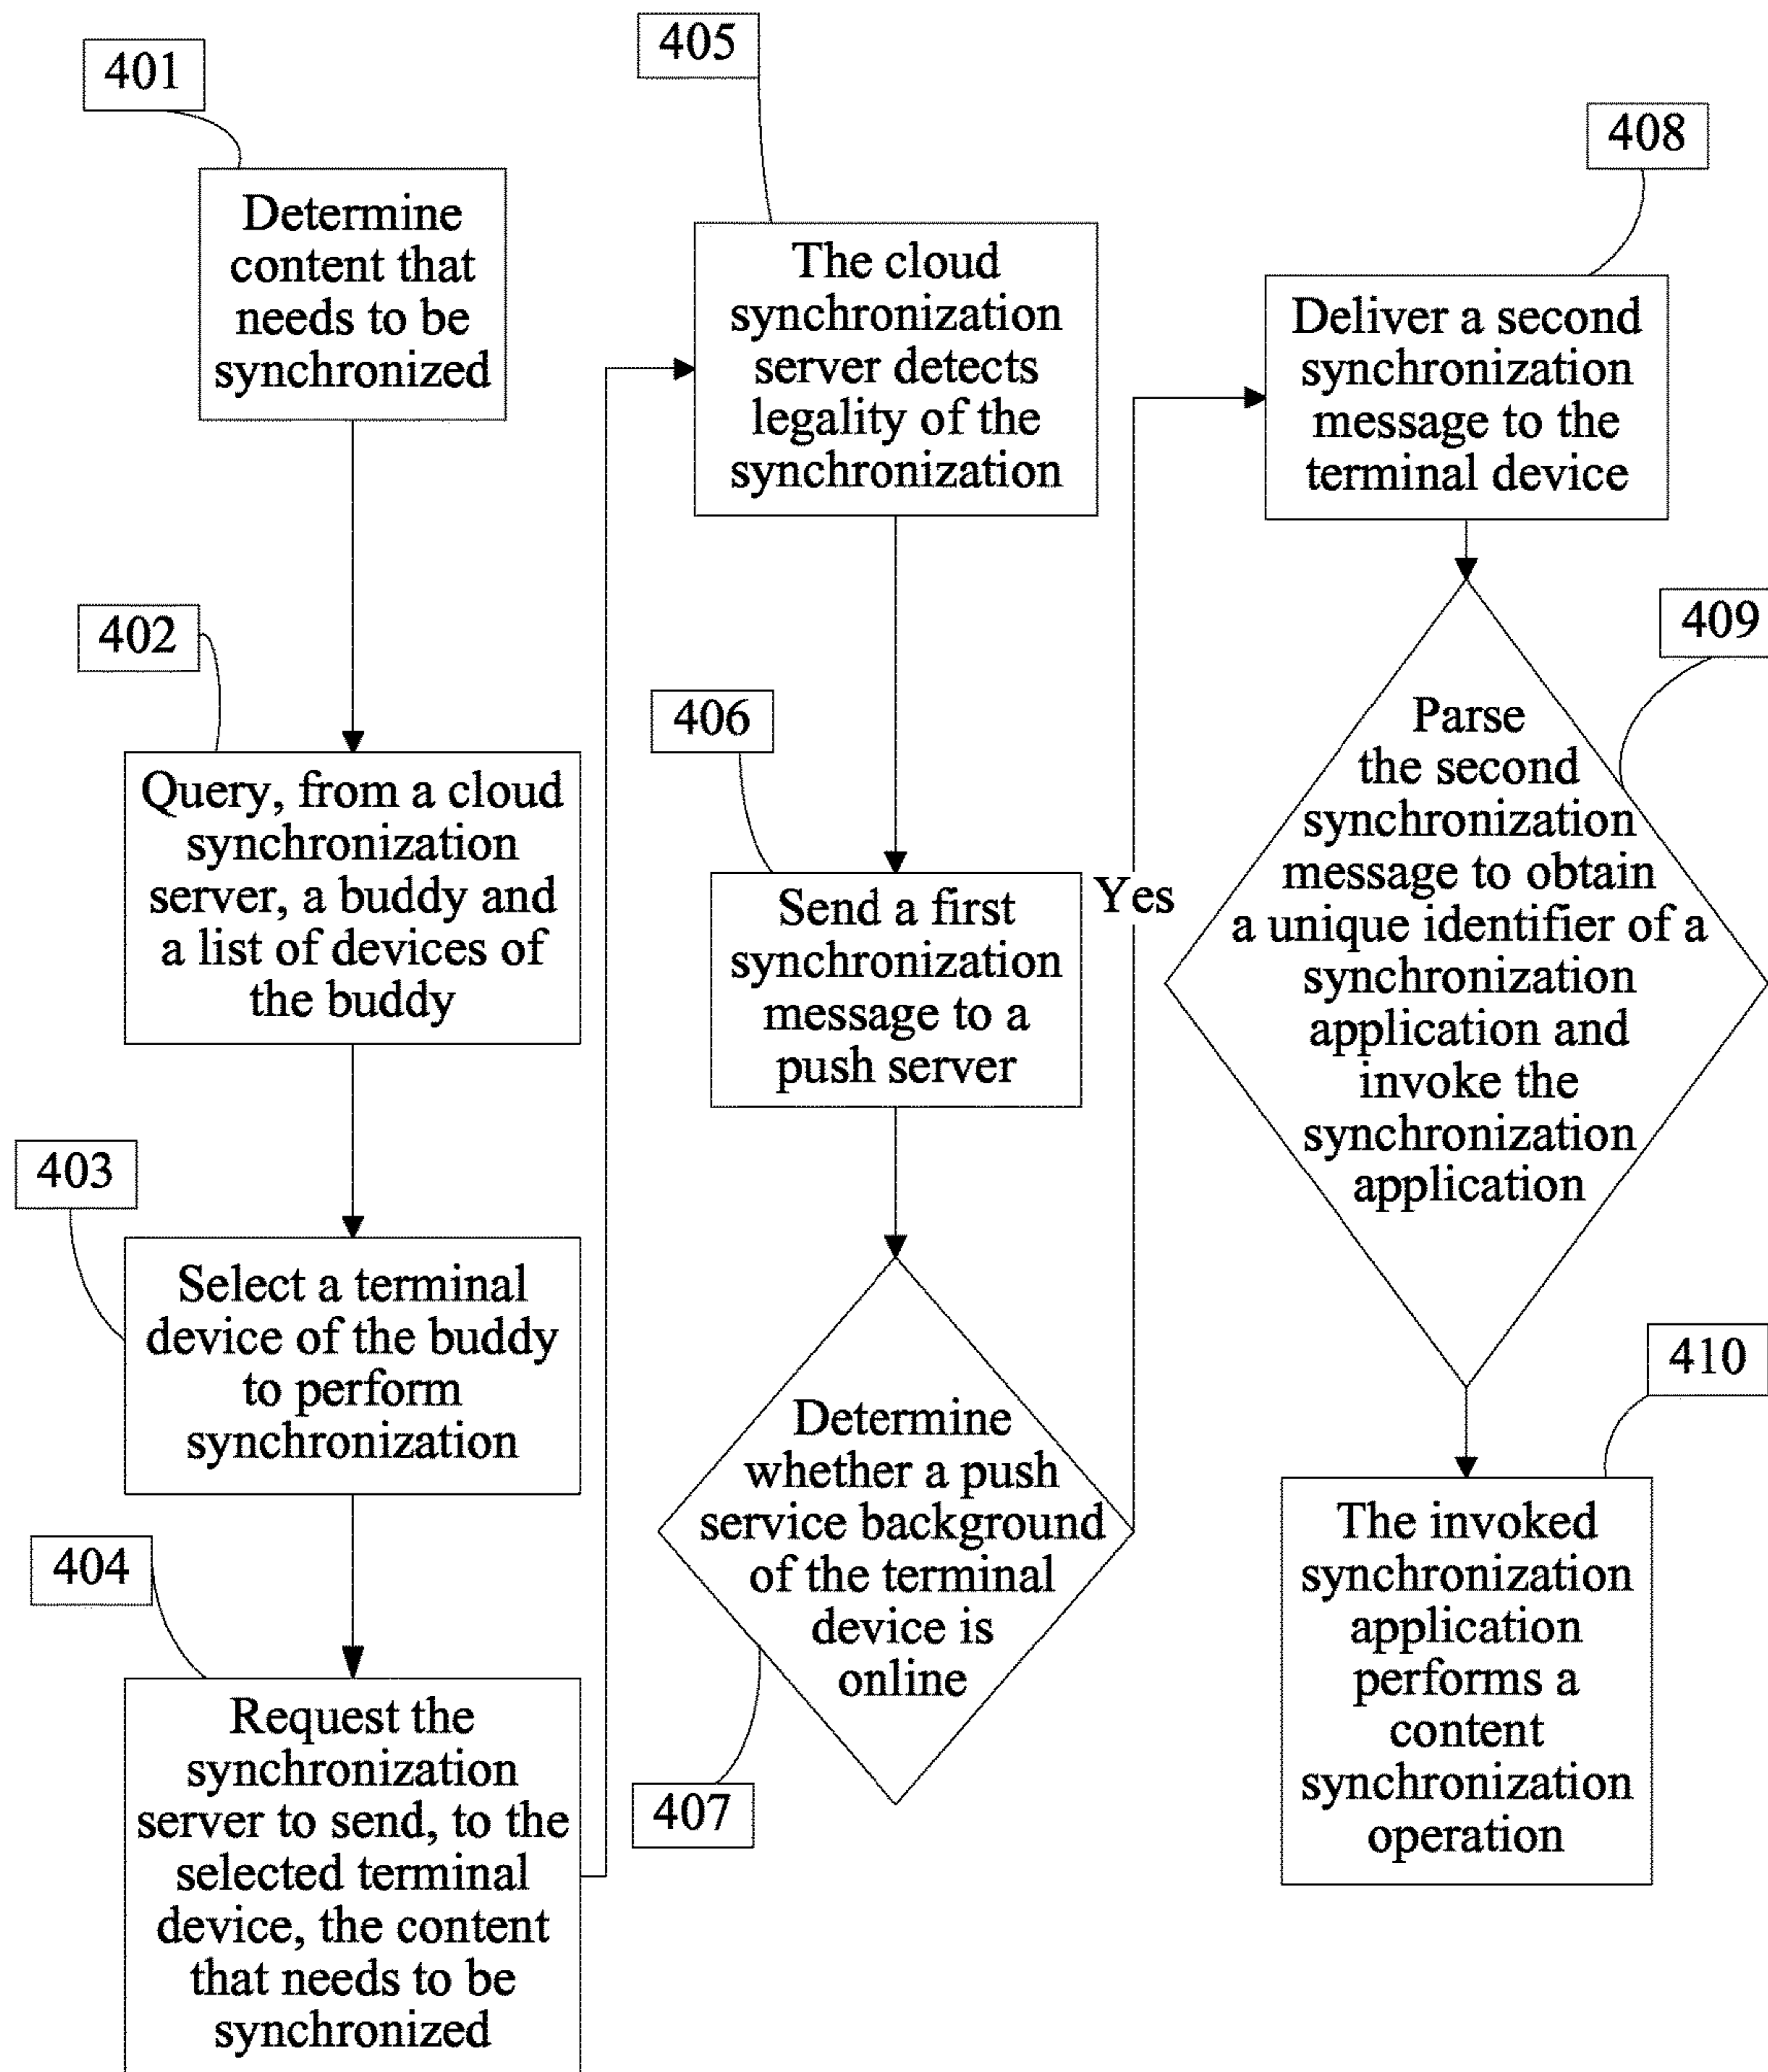 401
Determine
content that
needs to be
synchronized
402
Query, from a cloud
synchronization
server, a buddy and
a list of devices of
the buddy
403
Select a terminal
device of the buddy
to perform
synchronization
404
Request the
synchronization
server to send, to the
selected terminal
device, the content
that needs to be
synchronized
405
The cloud
synchronization
server detects
legality of the
synchronization
406
Send a first
synchronization
message to a
push server
407
Determine
whether a push
service background
of the terminal
device is
online
Yes
408
Deliver a second
synchronization
message to the
terminal device
409
Parse
the second
synchronization
message to obtain
a unique identifier of a
synchronization
application and
invoke the
synchronization
application
410
The invoked
synchronization
application
performs a
content
synchronization
operation